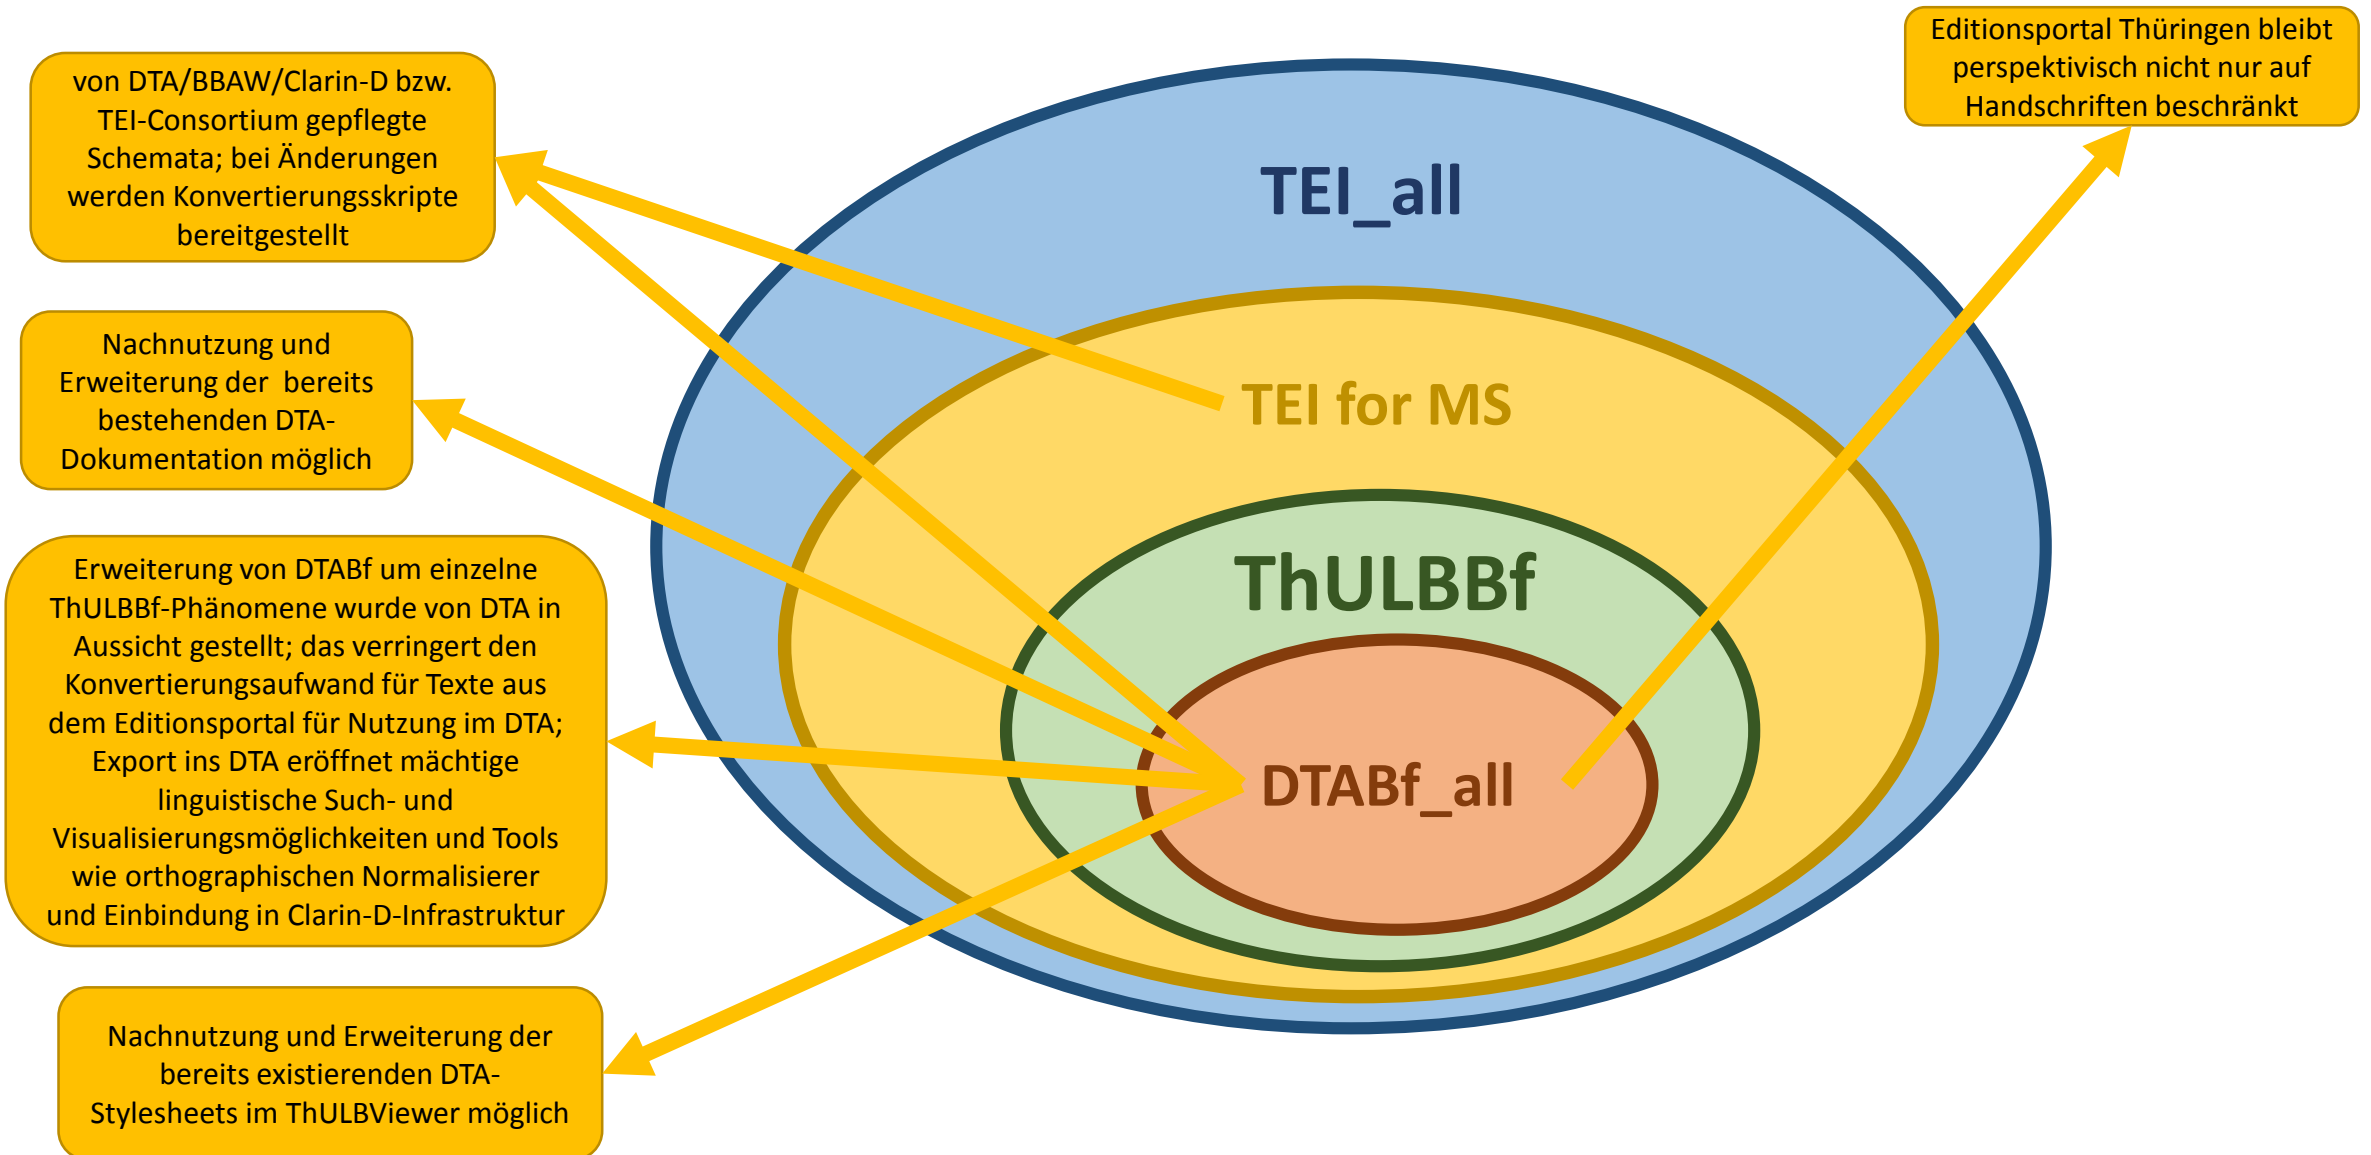 von DTA/BBAW/Clarin-D bzw.
TEI-Consortium gepflegte
Schemata; bei Änderungen
werden Konvertierungsskripte
bereitgestellt
Nachnutzung und
Erweiterung der bereits
bestehenden DTA-
Dokumentation möglich
Erweiterung von DTABf um einzelne
ThULBBf-Phänomene wurde von DTA in
Aussicht gestellt; das verringert den
Konvertierungsaufwand für Texte aus
dem Editionsportal für Nutzung im DTA;
Export ins DTA eröffnet mächtige
linguistische Such- und
Visualisierungsmöglichkeiten und Tools
wie orthographischen Normalisierer
und Einbindung in Clarin-D-Infrastruktur
Nachnutzung und Erweiterung der
bereits existierenden DTA-
Stylesheets im ThULBViewer möglich
TEI_all
TEI for MS
ThULBBf
DTABf_all
Editionsportal Thüringen bleibt
perspektivisch nicht nur auf
Handschriften beschränkt